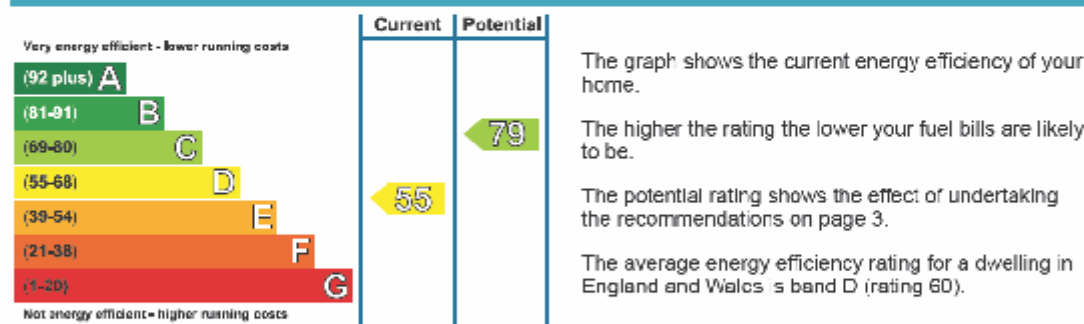 Current Potential
Very energy efficient - lower running costs
(92 plus) A
(81-91) B
(69-80) C
(55-68) D
(39-54) E
(21-38) F
(1-20) G
Not energy efficient - higher running costs
55
79
The graph shows the current energy efficiency of your
home.
The higher the rating the lower your fuel bills are likely
to be.
The potential rating shows the effect of undertaking
the recommendations on page 3.
The average energy efficiency rating for a dwelling in
England and Wales is band D (rating 60).